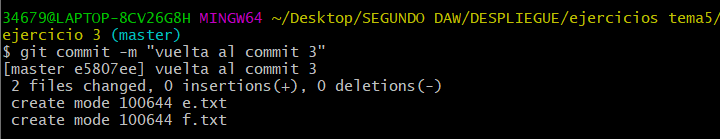 34679@LAPTOP-8CV26G8H MINGW64 ~/Desktop/SEGUNDO DAW/DESPLIEGUE/ejercicios tema5/
ejercicio 3 (master)
$ git commit -m "vuelta al commit 3"
[master e5807ee] vuelta al commit 3
 2 files changed, 0 insertions(+), 0 deletions(-)
 create mode 100644 e.txt
 create mode 100644 f.txt